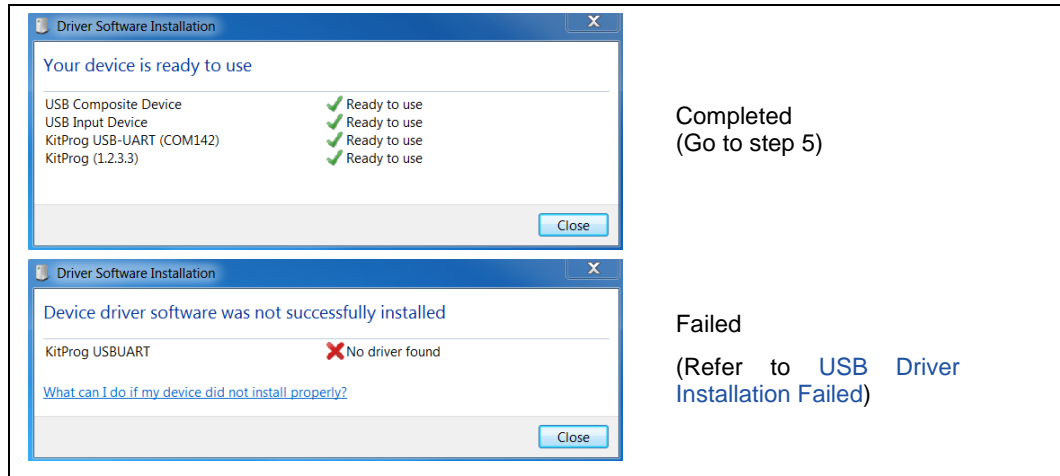 Driver Software Installation
X
Your device is ready to use
USB Composite Device Ready to use
USB Input Device Ready to use
KitProg USB-UART (COM142) Ready to use
KitProg (1.2.3.3) Ready to use
Close
Completed
(Go to step 5)
Driver Software Installation
X
Device driver software was not successfully installed
KitProg USBUART No driver found
What can I do if my device did not install properly?
Close
Failed
(Refer to USB Driver
Installation Failed)